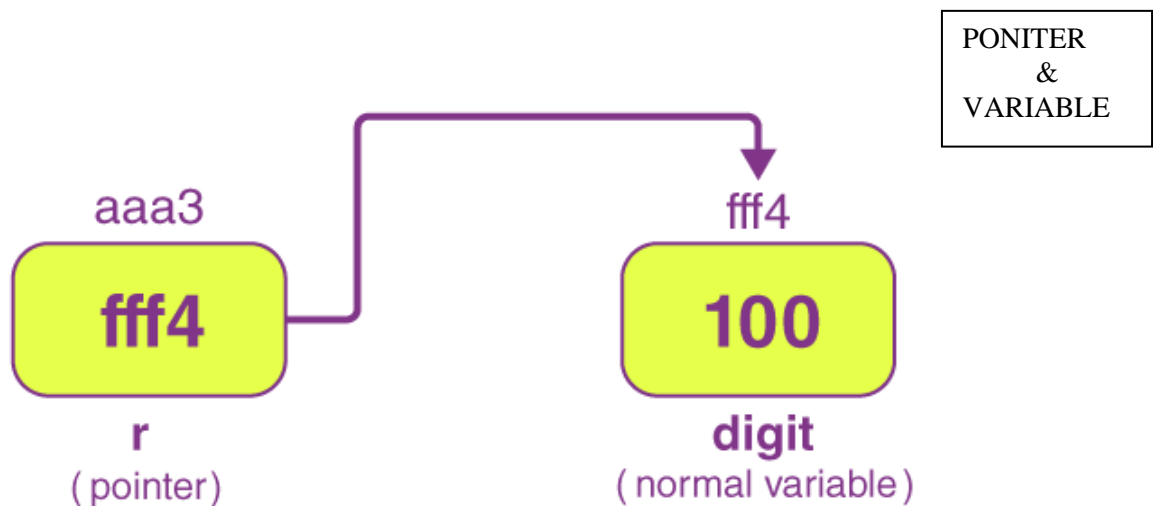 PONITER
&
VARIABLE
aaa3
fff4
fff4
100
r
digit
( pointer)
( normal variable)